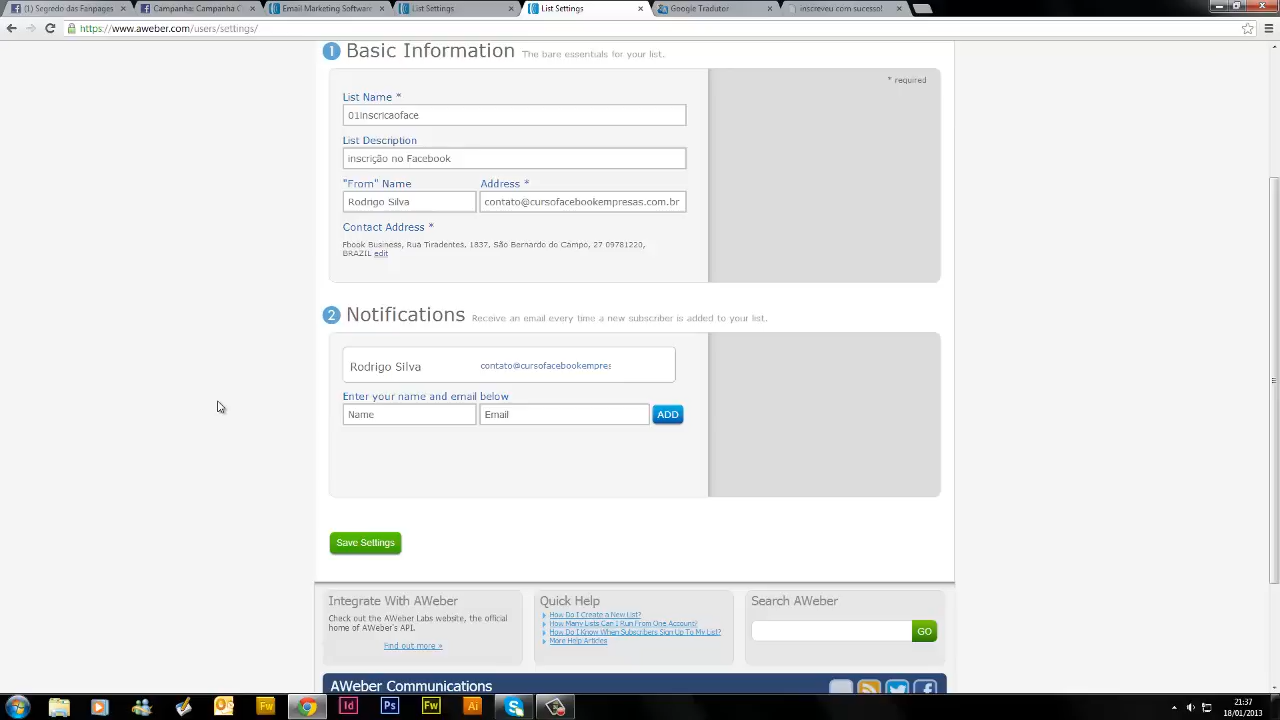 (1) Segredo das Fanpages
Campanha: Campanha C
Email Marketing Software
List Settings
List Settings
Google Tradutor
inscreveu com sucesso!
https://www.aweber.com/users/settings/
1 Basic Information The bare essentials for your list.
* required
List Name *
01inscricaoface
List Description
inscrição no Facebook
"From" Name Address *
Rodrigo Silva contato@cursofacebookempresas.com.br
Contact Address *
Fbook Business, Rua Tiradentes, 1837, São Bernardo do Campo, 27 09781220,
BRAZIL edit
2 Notifications Receive an email every time a new subscriber is added to your list.
Rodrigo Silva contato@cursofacebookempres
Enter your name and email below
Name Email ADD
Save Settings
Integrate With AWeber
Check out the AWeber Labs website, the official
home of AWeber's API.
Find out more »
Quick Help
How Do I Create a New List?
How Many Lists Can I Run From One Account?
How Do I Know When Subscribers Sign Up To My List?
More Help Articles
Search AWeber
GO
AWeber Communications
Fw Id Ps Fw Ai
21:37
18/01/2013